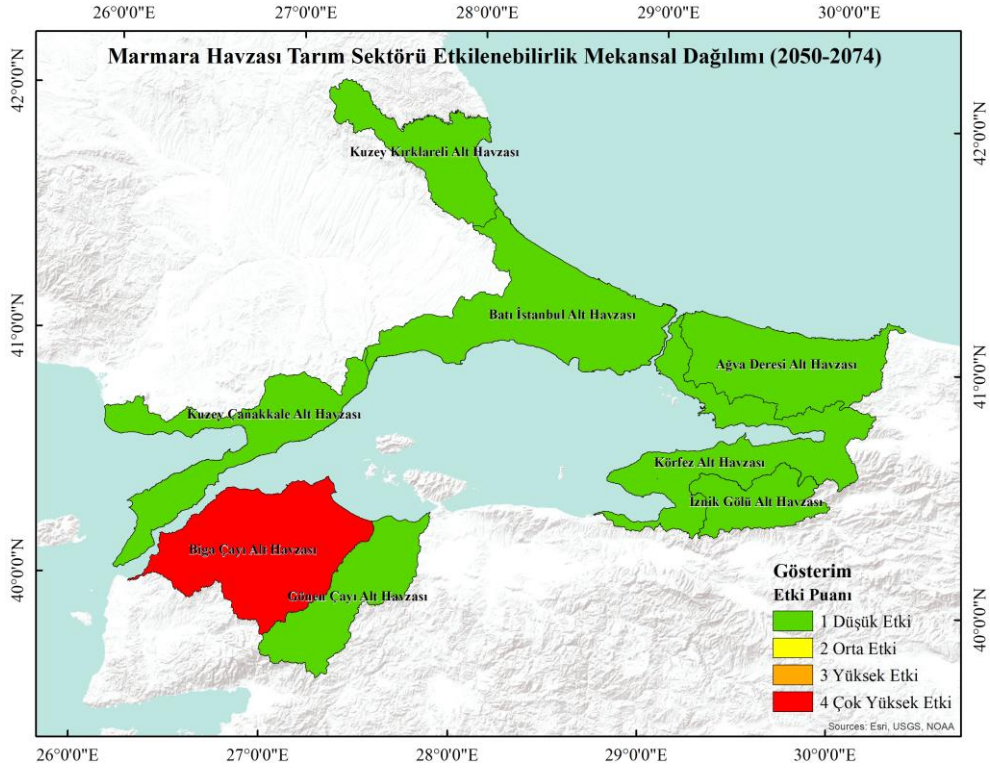 26°0'0"E 27°0'0"E 28°0'0"E 29°0'0"E 30°0'0"E
Marmara Havzası Tarım Sektörü Etkilenebilirlik Mekansal Dağılımı (2050-2074)
42°0'0"N
42°0'0"N
Kuzey Kırklareli Alt Havzası
Batı İstanbul Alt Havzası
41°0'0"N
Ağva Deresi Alt Havzası
41°0'0"N
Kuzey Çanakkale Alt Havzası
Körfez Alt Havzası
İznik Gölü Alt Havzası
Biga Çayı Alt Havzası
40°0'0"N
Gönen Çayı Alt Havzası
40°0'0"N
Gösterim
Etki Puanı
1 Düşük Etki
2 Orta Etki
3 Yüksek Etki
4 Çok Yüksek Etki
Sources: Esri, USGS, NOAA
26°0'0"E 27°0'0"E 28°0'0"E 29°0'0"E 30°0'0"E